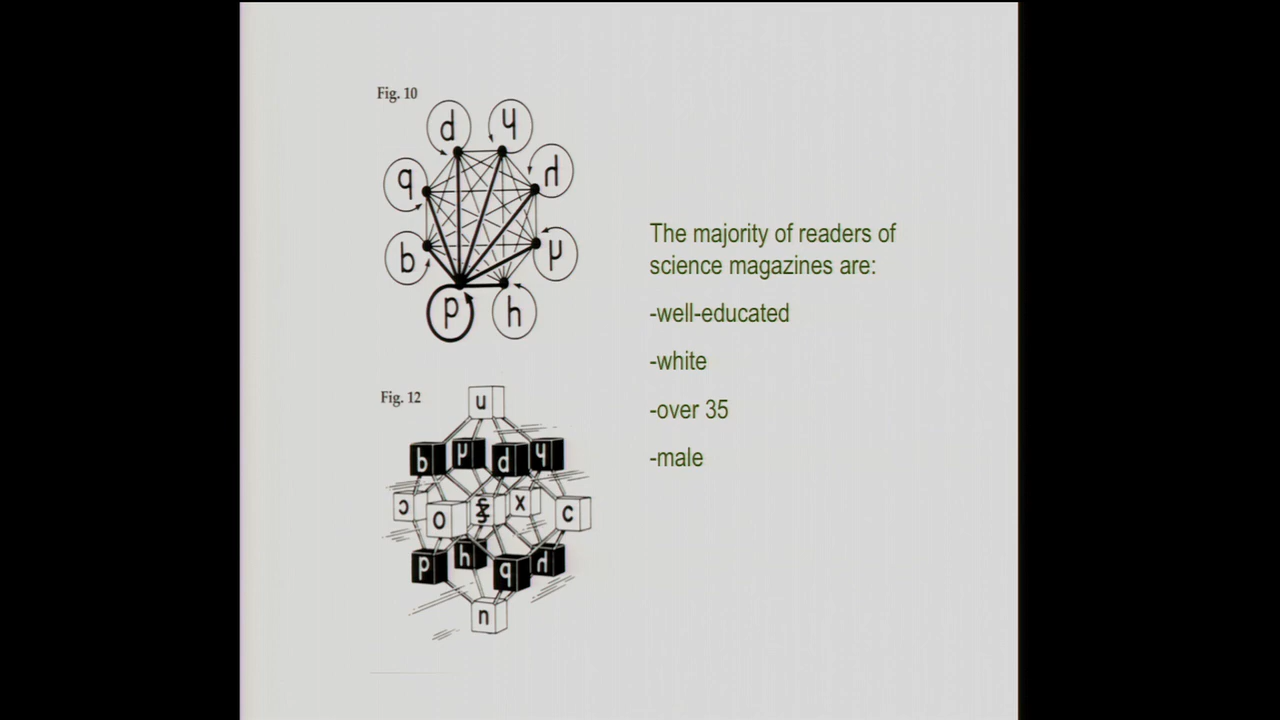 Fig. 10
d
q
b
p
h
The majority of readers of
science magazines are:
-well-educated
-white
-over 35
-male
Fig. 12
u
b
d
ɔ
o
x
c
p
h
q
n